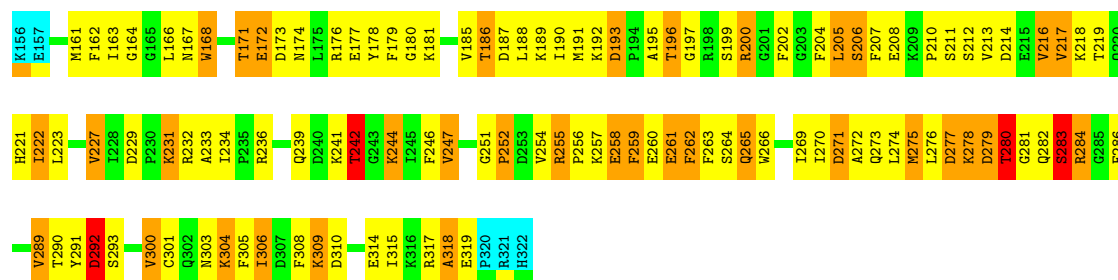 K156 E157 M161 F162 I163 G164 G165 L166 N167 W168 T171 E172 D173 N174 L175 R176 E177 Y178 F179 G180 K181 V185 T186 D187 L188 K189 I190 M191 K192 D193 P194 A195 T196 G197 R198 S199 R200 G201 F202 G203 F204 L205 S206 F207 E208 K209 P210 S211 S212 V213 D214 E215 V216 V217 K218 T219
H221 I222 L223 V227 I228 D229 P230 K231 R232 A233 I234 P235 R236 Q239 D240 K241 T242 G243 K244 I245 F246 V247 G251 P252 D253 V254 R255 P256 K257 E258 F259 E260 E261 F262 F263 S264 Q265 W266 I269 I270 D271 A272 Q273 L274 M275 L276 D277 K278 D279 T280 G281 Q282 S283 R284 G285
V289 T290 Y291 D292 S293 V300 C301 Q302 N303 K304 F305 I306 D307 F308 K309 D310 E314 I315 K316 R317 A318 E319 P320 R321 H322